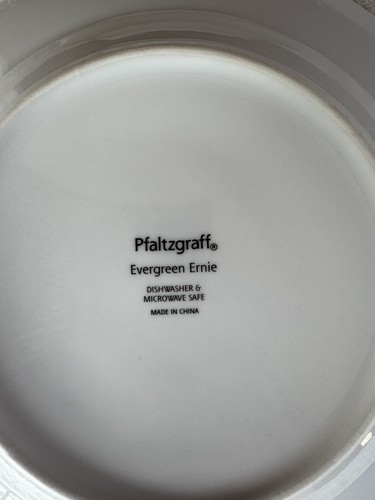 Pfaltzgraff®
Evergreen Ernie
DISHWASHER &
MICROWAVE SAFE
MADE IN CHINA